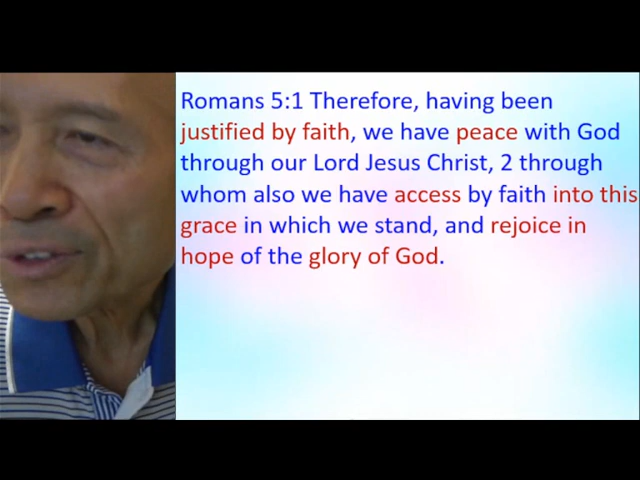 Romans 5:1 Therefore, having been
justified by faith, we have peace with God
through our Lord Jesus Christ, 2 through
whom also we have access by faith into this
grace in which we stand, and rejoice in
hope of the glory of God.